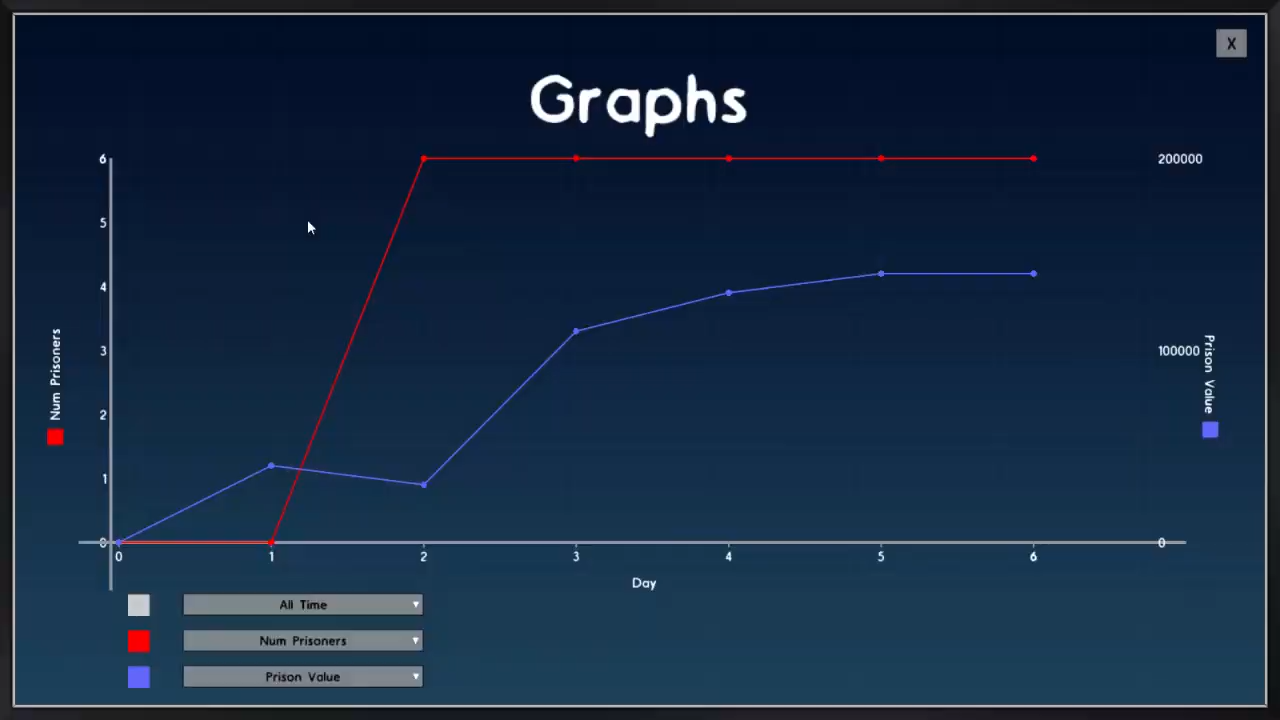 X
Graphs
6
200000
5
4
3
100000
2
1
0
0
Num Prisoners
Prison Value
0 1 2 3 4 5 6
Day
All Time
Num Prisoners
Prison Value